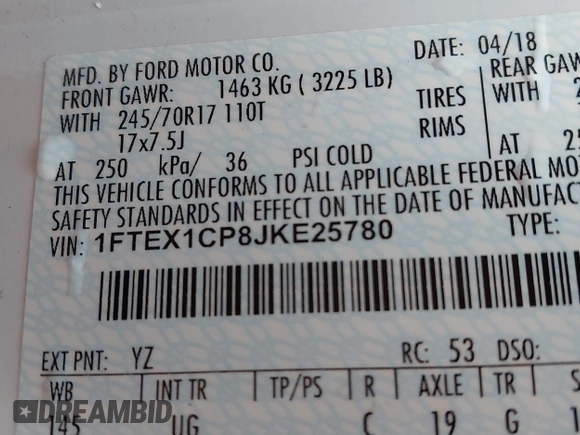 MFD. BY FORD MOTOR CO.
DATE: 04/18
FRONT GAWR: 1463 KG ( 3225 LB)
REAR GAW
WITH 245/70R17 110T TIRES
WITH
17x7.5J RIMS
AT 250 kPa/ 36 PSI COLD
AT
THIS VEHICLE CONFORMS TO ALL APPLICABLE FEDERAL MO
SAFETY STANDARDS IN EFFECT ON THE DATE OF MANUFAC
VIN: 1FTEX1CP8JKE25780
TYPE:
EXT PNT: YZ
RC: 53 DSO:
WB INT TR TP/PS R AXLE TR S
145 UG C 19 G
DREAMBID